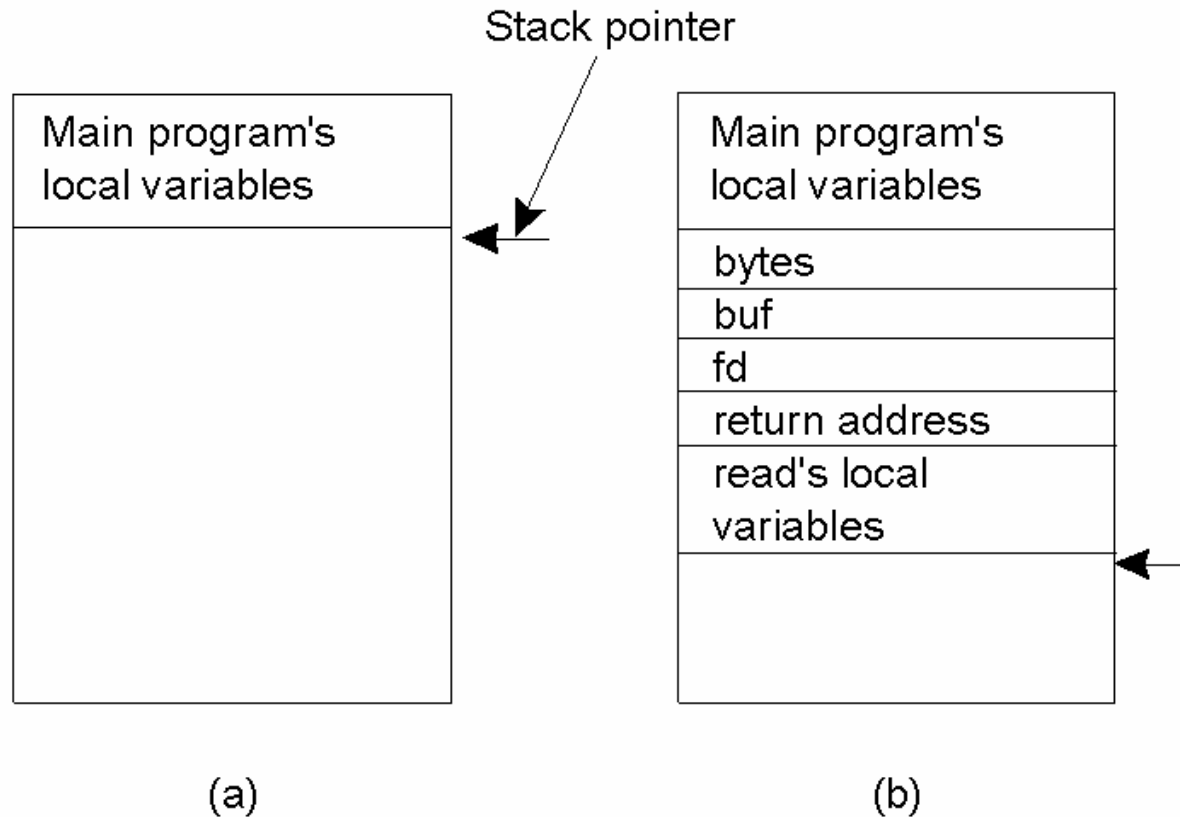 Stack pointer
Main program's
local variables
Main program's
local variables
bytes
buf
fd
return address
read's local
variables
(a)
(b)